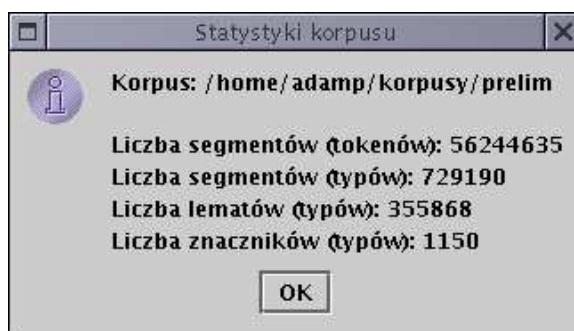 Statystyki korpusu
Korpus: /home/adamp/korpusy/prelim
Liczba segmentów (tokenów): 56244635
Liczba segmentów (typów): 729190
Liczba lematów (typów): 355868
Liczba znaczników (typów): 1150
OK